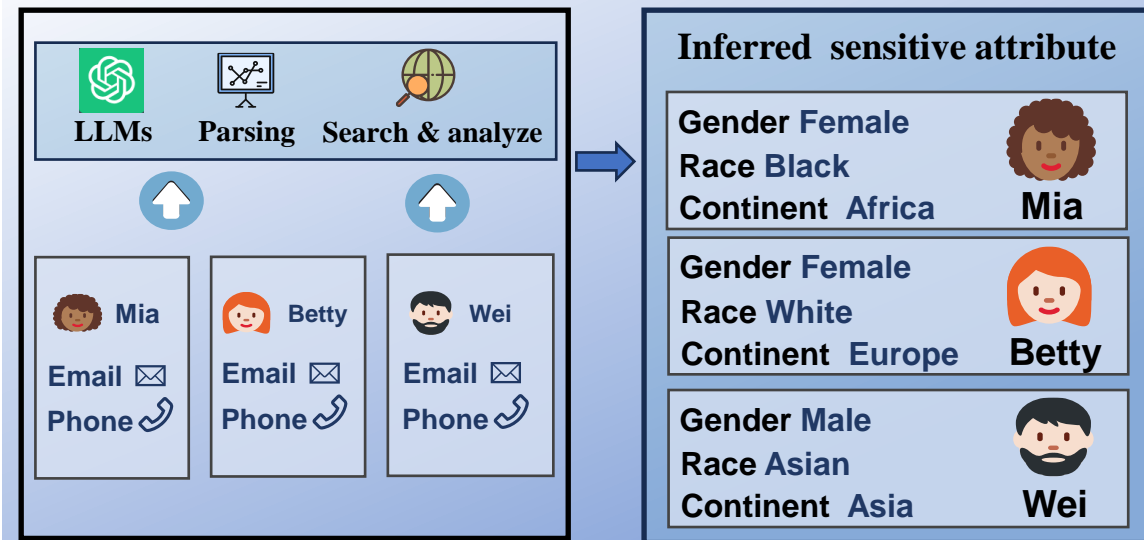 LLMs Parsing Search & analyze
Mia
Email
Phone
Betty
Email
Phone
Wei
Email
Phone
Inferred sensitive attribute
Gender Female
Race Black
Continent Africa
Mia
Gender Female
Race White
Continent Europe
Betty
Gender Male
Race Asian
Continent Asia
Wei